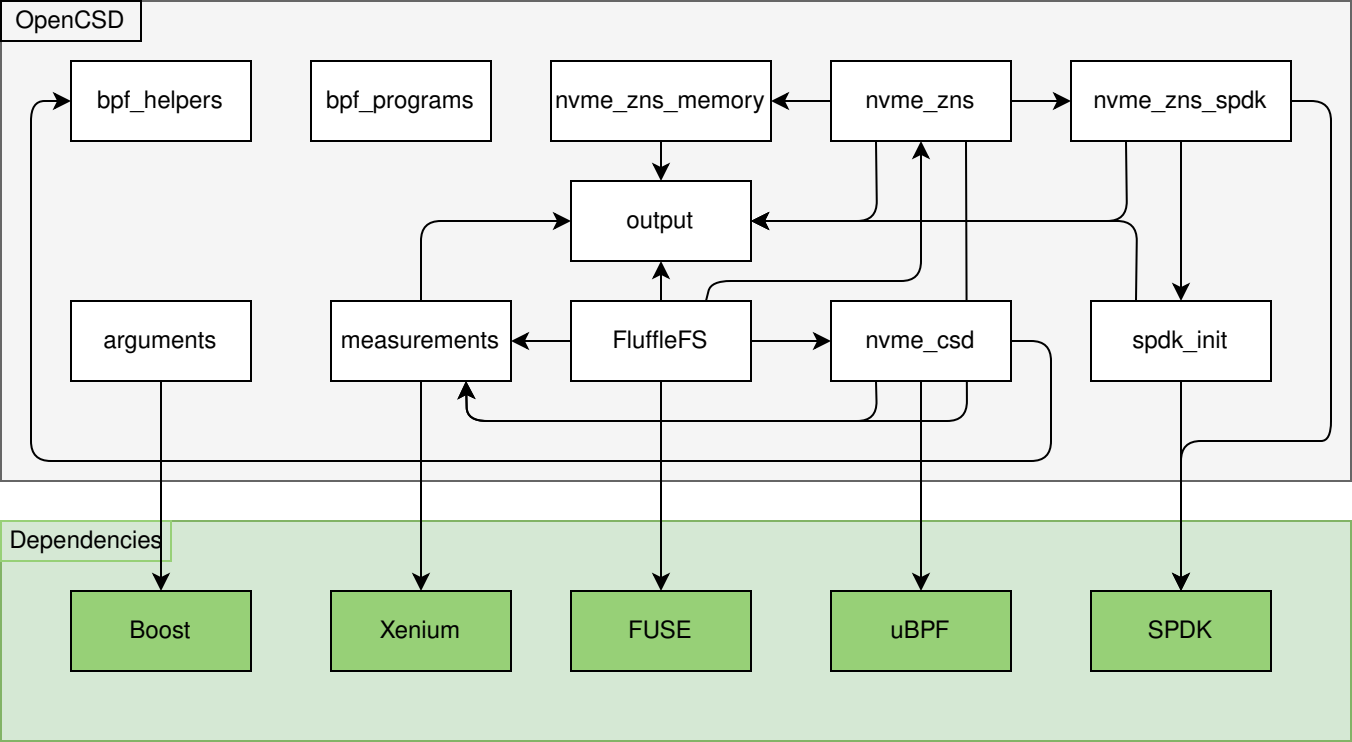 OpenCSD
bpf_helpers
bpf_programs
nvme_zns_memory
nvme_zns
nvme_zns_spdk
output
arguments
measurements
FluffleFS
nvme_csd
spdk_init
Dependencies
Boost
Xenium
FUSE
uBPF
SPDK